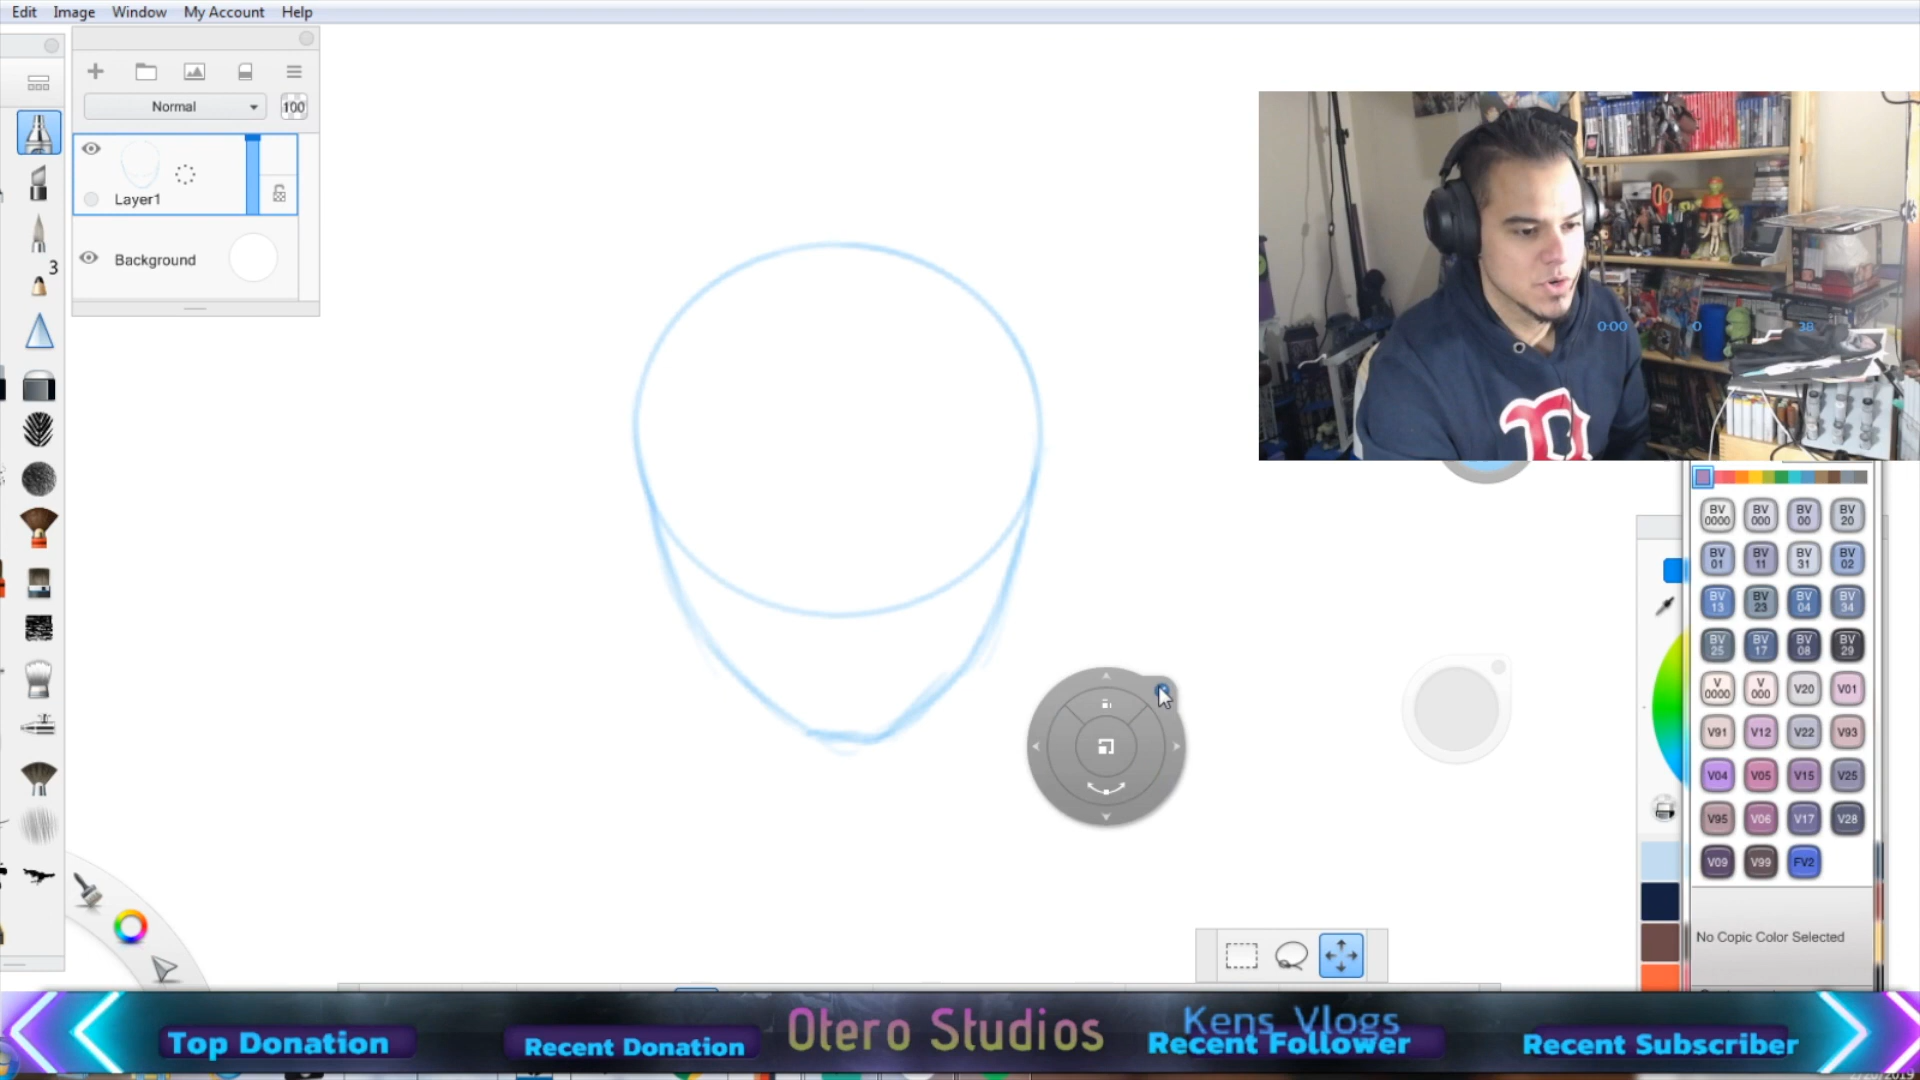 Edit Image Window My Account Help
Normal 100
Layer1
Background
3
0:00 0 38
BV 0000 BV 000 BV 00 BV 20
BV 01 BV 11 BV 31 BV 02
BV 13 BV 23 BV 04 BV 34
BV 25 BV 17 BV 08 BV 29
V 0000 V 000 V20 V01
V91 V12 V22 V93
V04 V05 V15 V25
V95 V06 V17 V28
V09 V99 FV2
No Copic Color Selected
Top Donation
Recent Donation
Otero Studios
Kens Vlogs
Recent Follower
Recent Subscriber